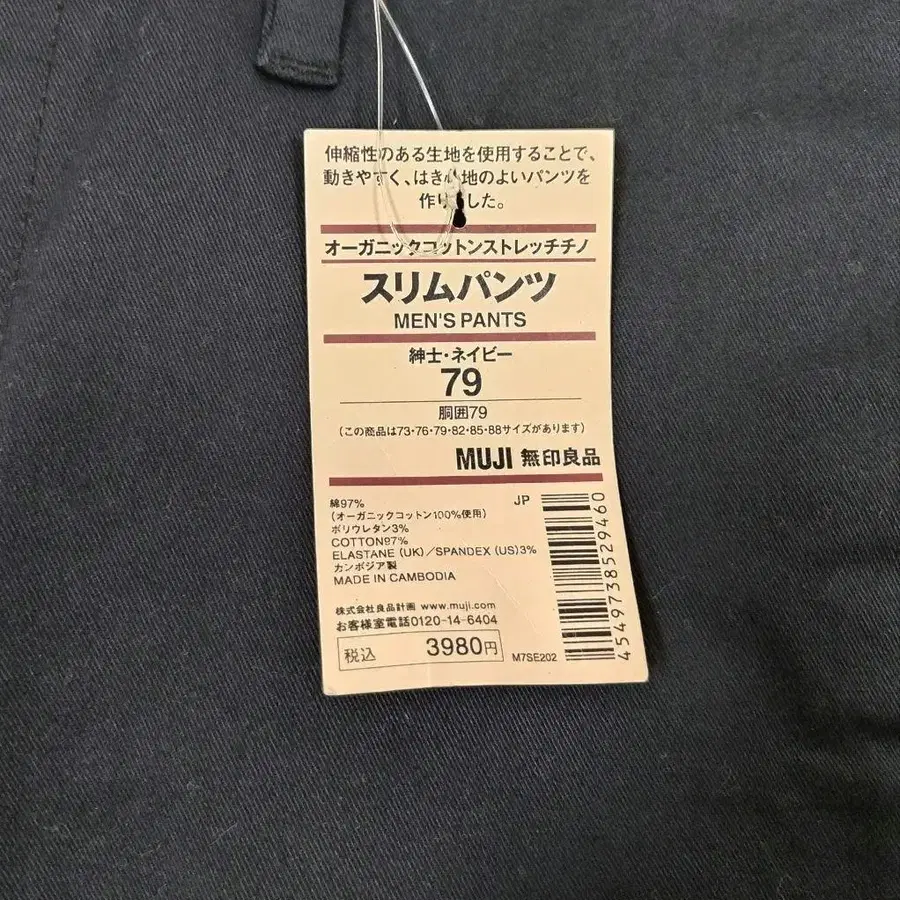 伸縮性のある生地を使用することで、
動きやすく、はき心地のよいパンツを
作りました。
オーガニックコットンストレッチチノ
スリムパンツ
MEN'S PANTS
紳士・ネイビー
79
胴囲79
(この商品は73・76・79・82・85・88サイズがあります)
MUJI 無印良品
綿97%
(オーガニックコットン100%使用)
ポリウレタン3%
COTTON97%
ELASTANE (UK)/SPANDEX (US)3%
カンボジア製
MADE IN CAMBODIA
JP
株式会社良品計画 www.muji.com
お客様室電話0120-14-6404
税込 3980円
M7SE202
4549738529460